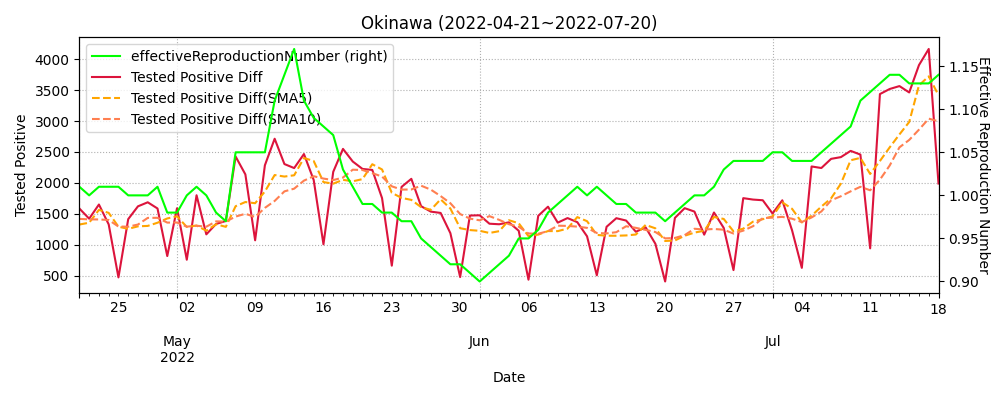 Okinawa (2022-04-21~2022-07-20)
effectiveReproductionNumber (right)
Tested Positive Diff
Tested Positive Diff(SMA5)
Tested Positive Diff(SMA10)
Tested Positive
4000
3500
3000
2500
2000
1500
1000
500
Effective Reproduction Number
1.15
1.10
1.05
1.00
0.95
0.90
25 02 09 16 23 30 06 13 20 27 04 11 18
May Jun Jul
2022
Date